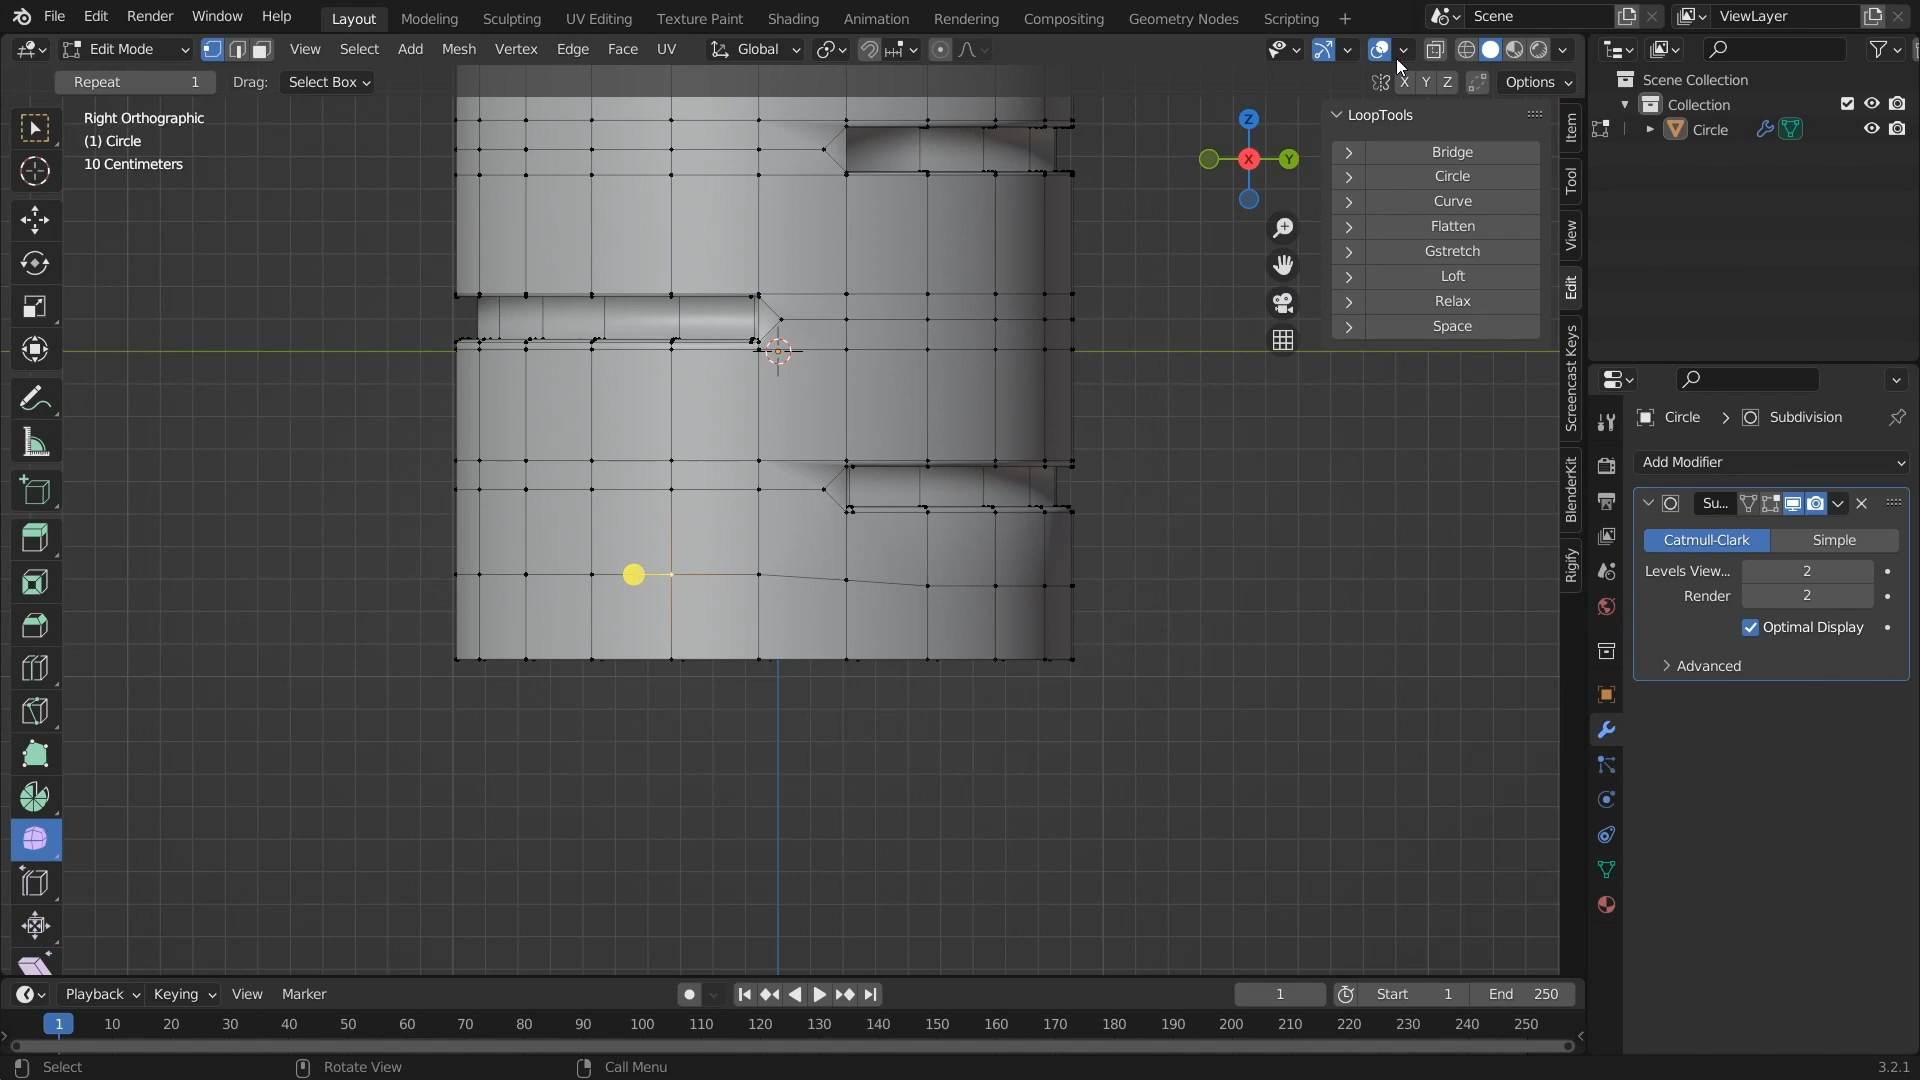 File Edit Render Window Help Layout Modeling Sculpting UV Editing Texture Paint Shading Animation Rendering Compositing Geometry Nodes Scripting + Scene ViewLayer
Edit Mode View Select Add Mesh Vertex Edge Face UV Global
Repeat 1 Drag: Select Box X Y Z Options
Right Orthographic
(1) Circle
10 Centimeters
Z
X
Y
LoopTools
Bridge
Circle
Curve
Flatten
Gstretch
Loft
Relax
Space
Item
Tool
View
Edit
Screencast Keys
BlenderKit
Rigify
Scene Collection
Collection
Circle
Circle > Subdivision
Add Modifier
Su...
Catmull-Clark Simple
Levels View... 2
Render 2
Optimal Display
Advanced
Playback Keying View Marker 1 Start 1 End 250
1 10 20 30 40 50 60 70 80 90 100 110 120 130 140 150 160 170 180 190 200 210 220 230 240 250
Select Rotate View Call Menu 3.2.1